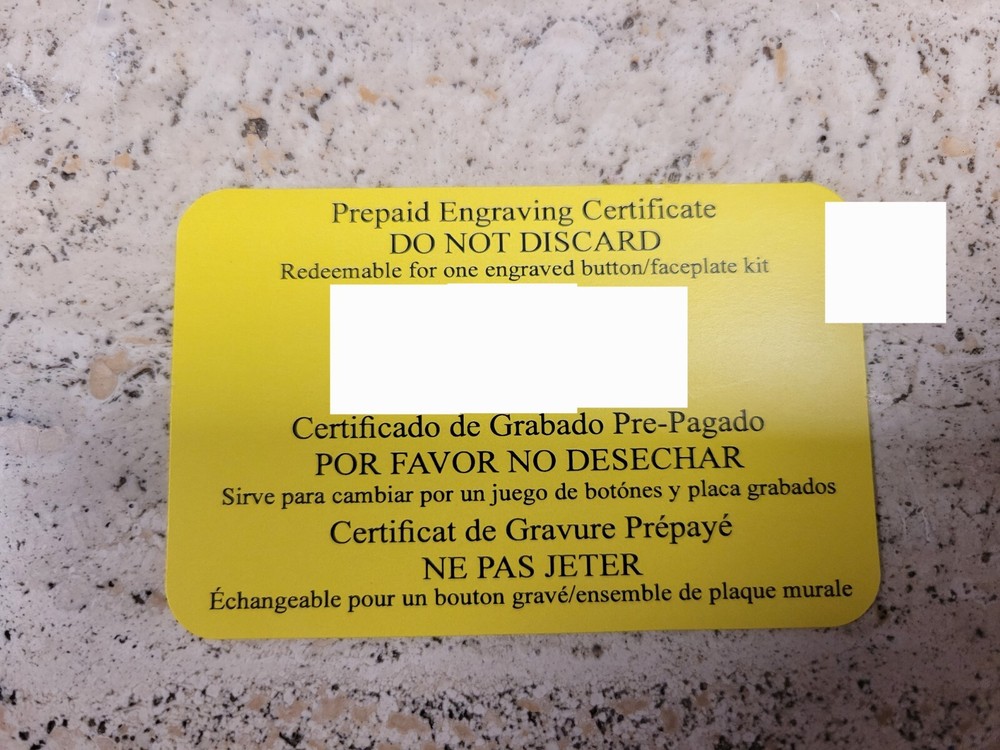 Prepaid Engraving Certificate
DO NOT DISCARD
Redeemable for one engraved button/faceplate kit
Certificado de Grabado Pre-Pagado
POR FAVOR NO DESECHAR
Sirve para cambiar por un juego de botónes y placa grabados
Certificat de Gravure Prépayé
NE PAS JETER
Échangeable pour un bouton gravé/ensemble de plaque murale